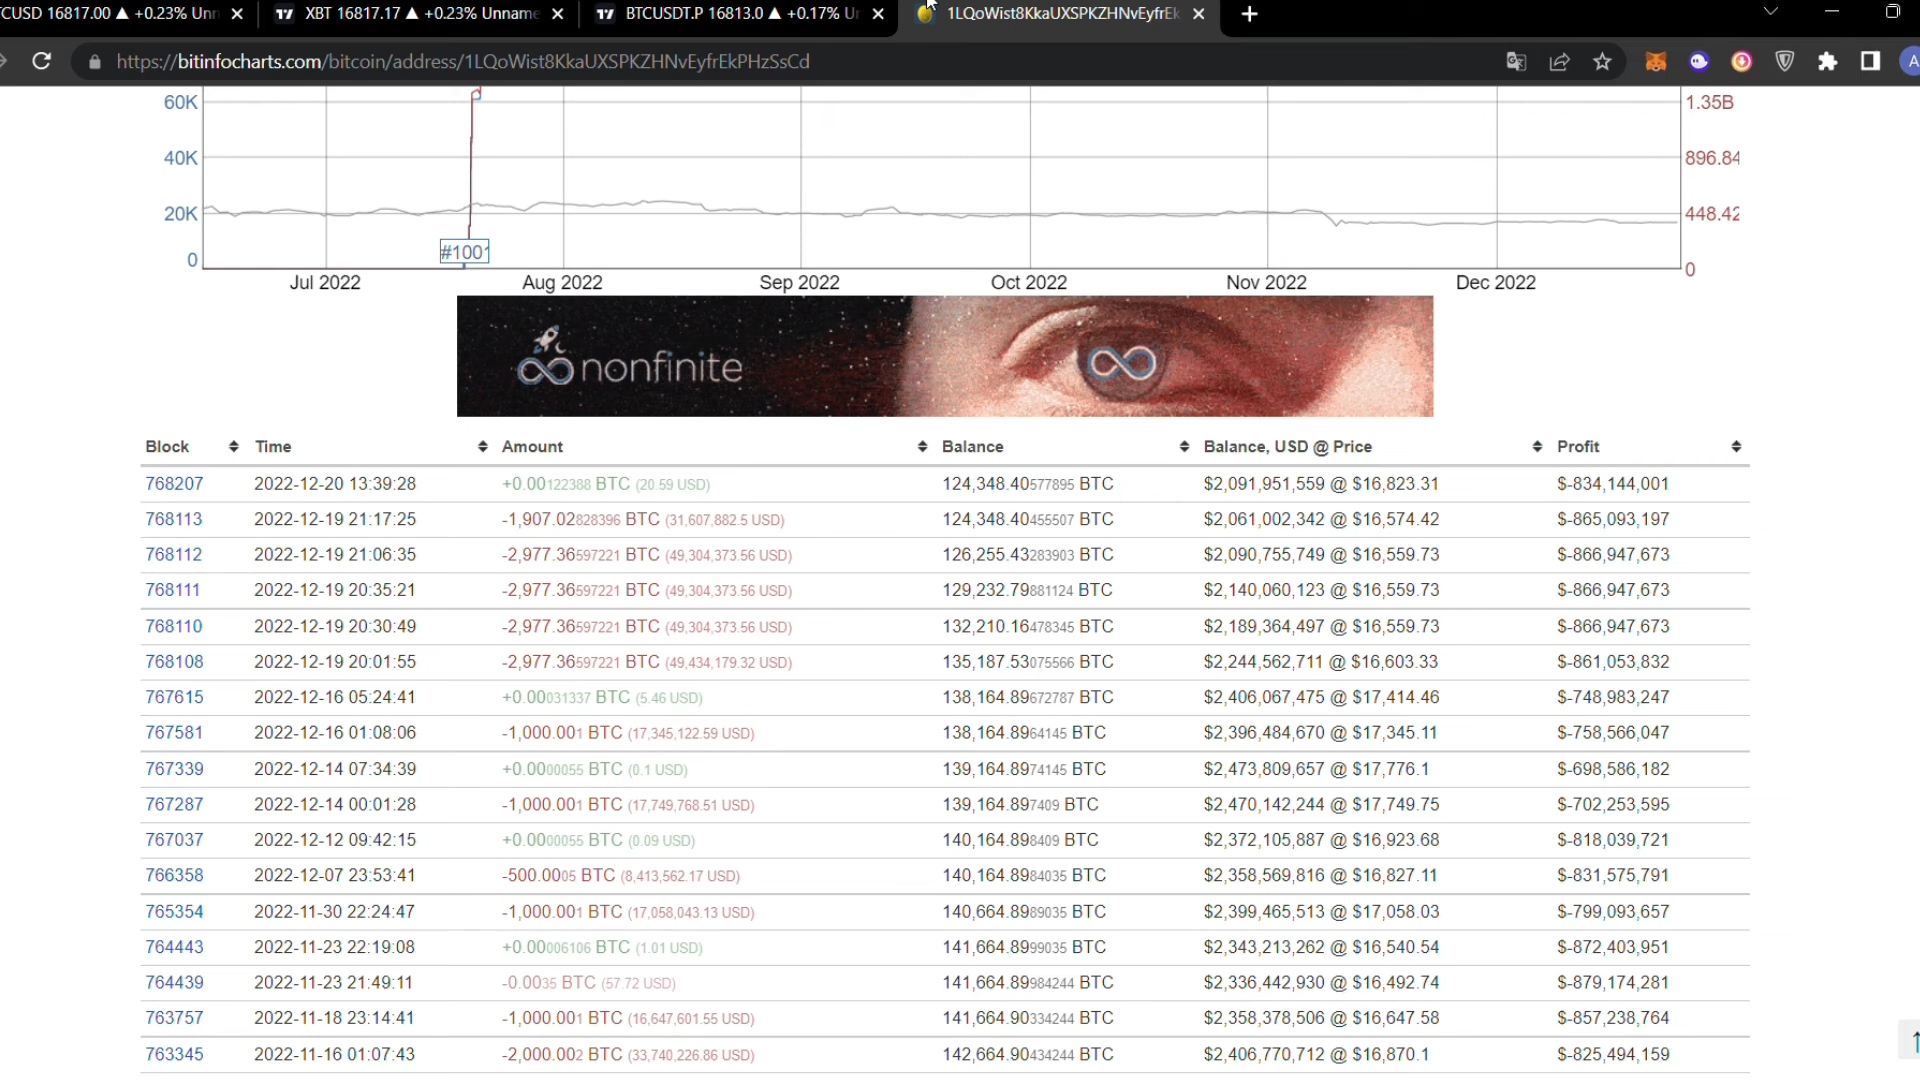 TCUSD 16817.00 ▲ +0.23% Unn
XBT 16817.17 ▲ +0.23% Unname
BTCUSDT.P 16813.0 ▲ +0.17% Ur
1LQoWist8KkaUXSPKZHNvEyfrEk
https://bitinfocharts.com/bitcoin/address/1LQoWist8KkaUXSPKZHNvEyfrEkPHzSsCd
A
60K 1.35B
40K 896.84
20K 448.42
#1001
0 0
Jul 2022 Aug 2022 Sep 2022 Oct 2022 Nov 2022 Dec 2022
nonfinite
Block Time Amount Balance Balance, USD @ Price Profit
768207 2022-12-20 13:39:28 +0.00122388 BTC (20.59 USD) 124,348.40577895 BTC $2,091,951,559 @ $16,823.31 $-834,144,001
768113 2022-12-19 21:17:25 -1,907.02828396 BTC (31,607,882.5 USD) 124,348.40455507 BTC $2,061,002,342 @ $16,574.42 $-865,093,197
768112 2022-12-19 21:06:35 -2,977.36597221 BTC (49,304,373.56 USD) 126,255.43283903 BTC $2,090,755,749 @ $16,559.73 $-866,947,673
768111 2022-12-19 20:35:21 -2,977.36597221 BTC (49,304,373.56 USD) 129,232.79881124 BTC $2,140,060,123 @ $16,559.73 $-866,947,673
768110 2022-12-19 20:30:49 -2,977.36597221 BTC (49,304,373.56 USD) 132,210.16478345 BTC $2,189,364,497 @ $16,559.73 $-866,947,673
768108 2022-12-19 20:01:55 -2,977.36597221 BTC (49,434,179.32 USD) 135,187.53075566 BTC $2,244,562,711 @ $16,603.33 $-861,053,832
767615 2022-12-16 05:24:41 +0.00031337 BTC (5.46 USD) 138,164.89672787 BTC $2,406,067,475 @ $17,414.46 $-748,983,247
767581 2022-12-16 01:08:06 -1,000.001 BTC (17,345,122.59 USD) 138,164.8964145 BTC $2,396,484,670 @ $17,345.11 $-758,566,047
767339 2022-12-14 07:34:39 +0.0000055 BTC (0.1 USD) 139,164.8974145 BTC $2,473,809,657 @ $17,776.1 $-698,586,182
767287 2022-12-14 00:01:28 -1,000.001 BTC (17,749,768.51 USD) 139,164.897409 BTC $2,470,142,244 @ $17,749.75 $-702,253,595
767037 2022-12-12 09:42:15 +0.0000055 BTC (0.09 USD) 140,164.898409 BTC $2,372,105,887 @ $16,923.68 $-818,039,721
766358 2022-12-07 23:53:41 -500.0005 BTC (8,413,562.17 USD) 140,164.8984035 BTC $2,358,569,816 @ $16,827.11 $-831,575,791
765354 2022-11-30 22:24:47 -1,000.001 BTC (17,058,043.13 USD) 140,664.8989035 BTC $2,399,465,513 @ $17,058.03 $-799,093,657
764443 2022-11-23 22:19:08 +0.00006106 BTC (1.01 USD) 141,664.8999035 BTC $2,343,213,262 @ $16,540.54 $-872,403,951
764439 2022-11-23 21:49:11 -0.0035 BTC (57.72 USD) 141,664.89984244 BTC $2,336,442,930 @ $16,492.74 $-879,174,281
763757 2022-11-18 23:14:41 -1,000.001 BTC (16,647,601.55 USD) 141,664.90334244 BTC $2,358,378,506 @ $16,647.58 $-857,238,764
763345 2022-11-16 01:07:43 -2,000.002 BTC (33,740,226.86 USD) 142,664.90434244 BTC $2,406,770,712 @ $16,870.1 $-825,494,159